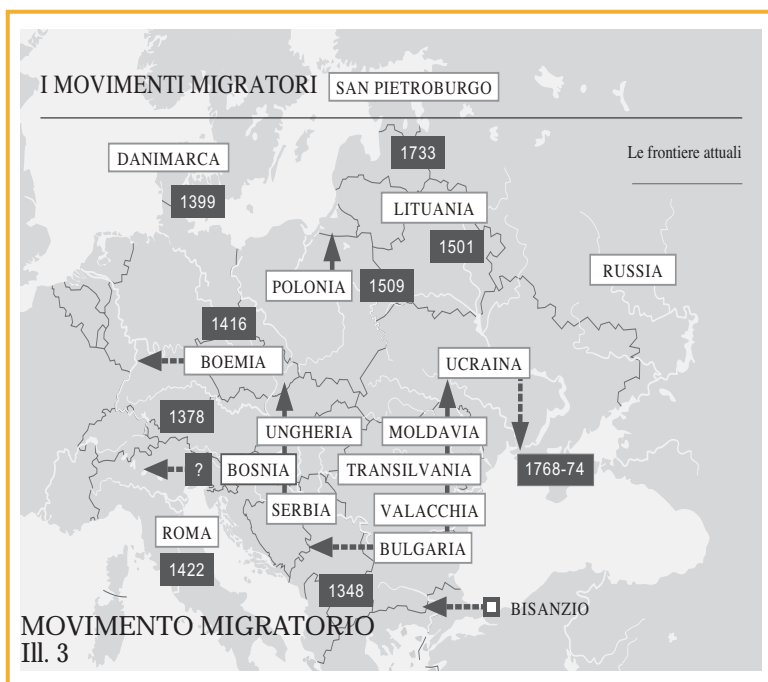 I MOVIMENTI MIGRATORI
SAN PIETROBURGO
DANIMARCA
1733
Le frontiere attuali
1399
LITUANIA
1501
RUSSIA
POLONIA
1509
1416
BOEMIA
UCRAINA
1378
UNGHERIA
MOLDAVIA
?
BOSNIA
TRANSILVANIA
1768-74
SERBIA
VALACCHIA
ROMA
BULGARIA
1422
1348
BISANZIO
MOVIMENTO MIGRATORIO
Ill. 3